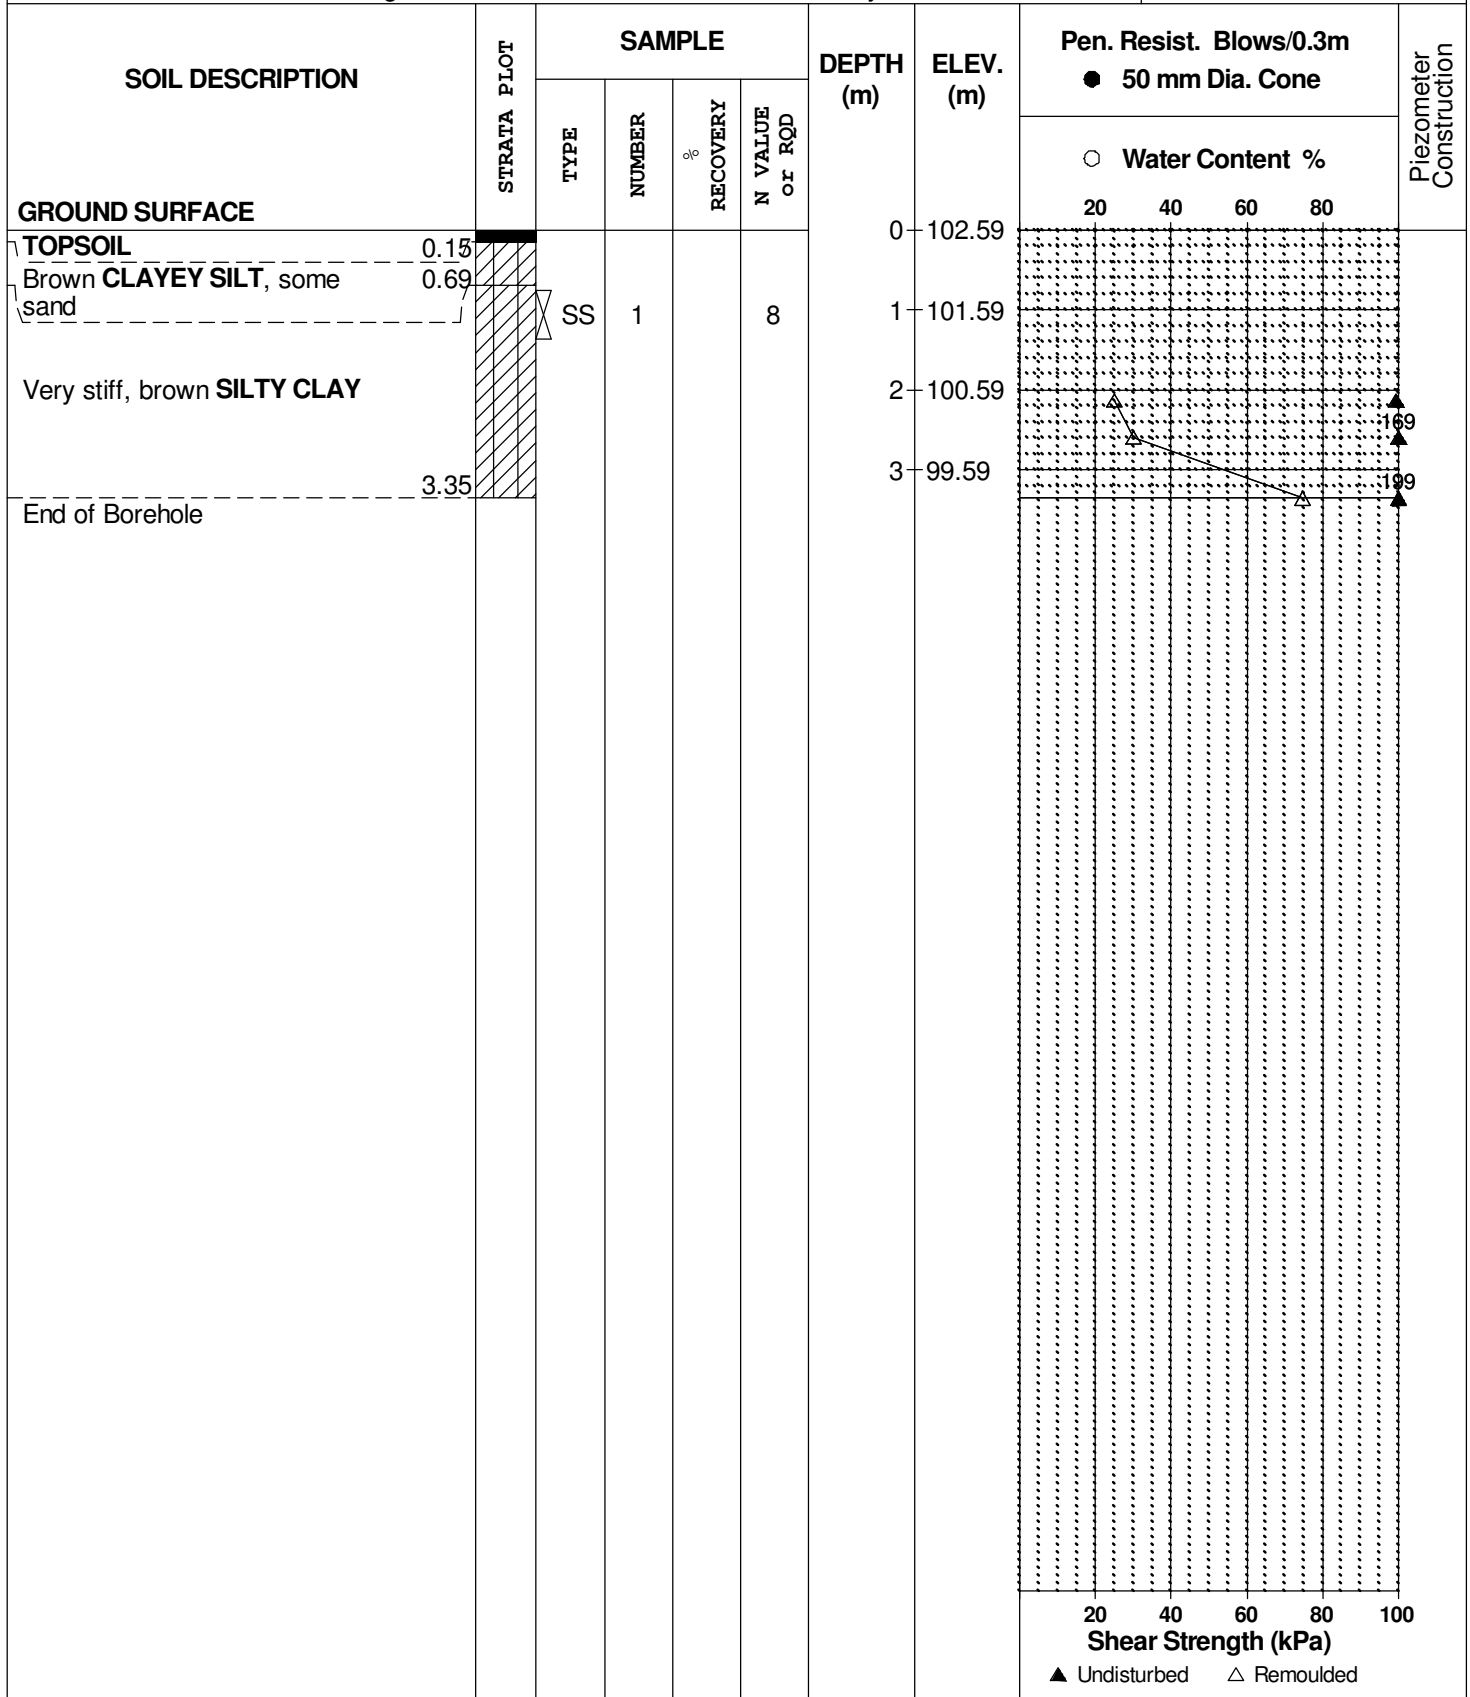 SOIL DESCRIPTION
GROUND SURFACE
STRATA PLOT
SAMPLE
TYPE
NUMBER
%
RECOVERY
N VALUE
or RQD
DEPTH
(m)
ELEV.
(m)
Pen. Resist. Blows/0.3m
● 50 mm Dia. Cone
○ Water Content %
20 40 60 80
Piezometer
Construction
TOPSOIL 0.15
Brown CLAYEY SILT, some 0.69
sand
SS 1 8
Very stiff, brown SILTY CLAY
3.35
End of Borehole
0 102.59
1 101.59
2 100.59
3 99.59
169
199
20 40 60 80 100
Shear Strength (kPa)
▲ Undisturbed △ Remoulded